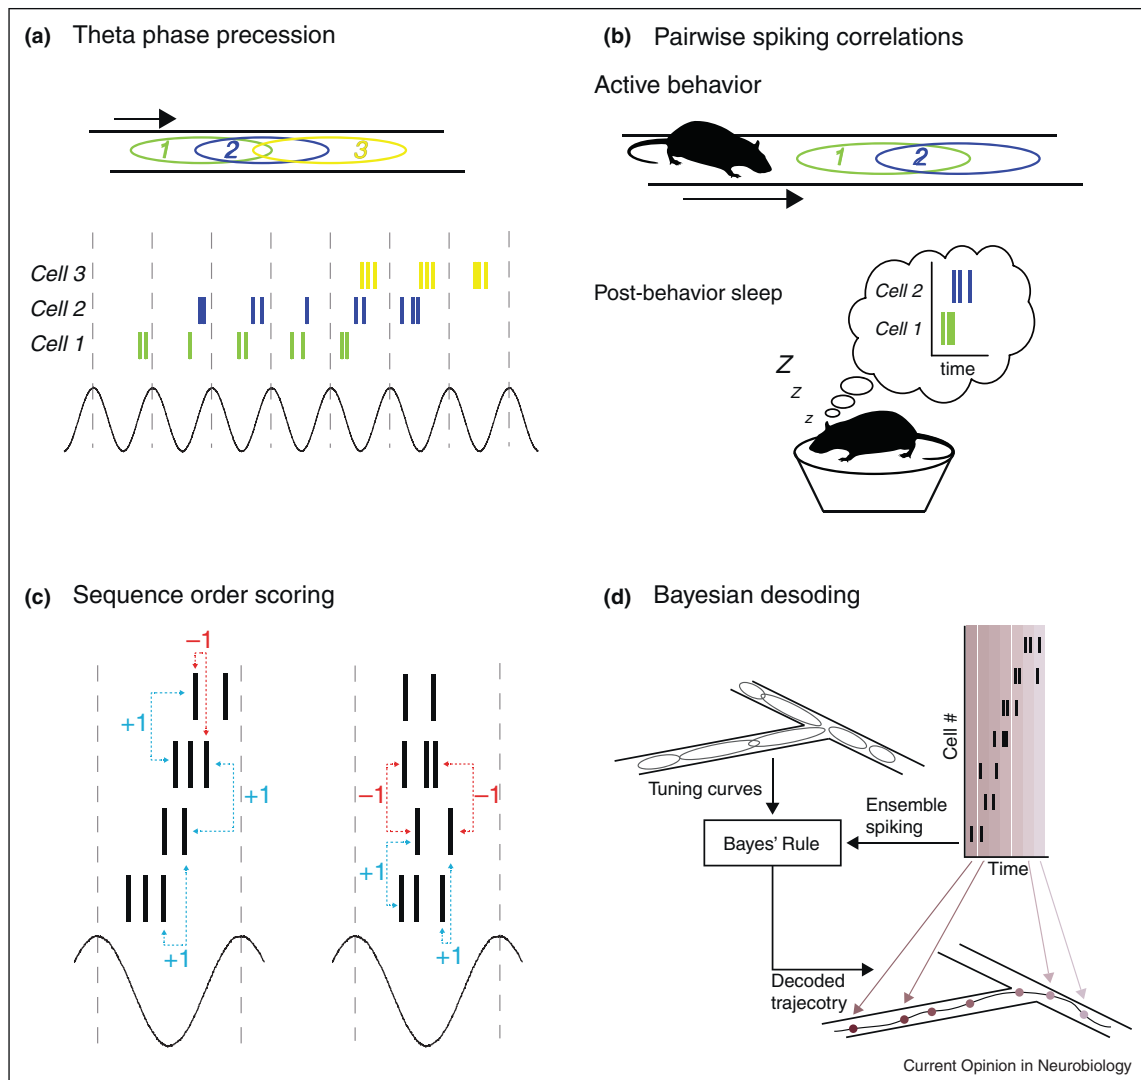 (a) Theta phase precession
1 2 3
Cell 3
Cell 2
Cell 1
(b) Pairwise spiking correlations
Active behavior
1 2
Post-behavior sleep
Cell 2
Cell 1
time
Z
z
z
(c) Sequence order scoring
–1
+1
+1
+1
–1
–1
+1
+1
(d) Bayesian desoding
Cell #
Time
Tuning curves
Ensemble
spiking
Bayes' Rule
Decoded
trajecotry
Current Opinion in Neurobiology